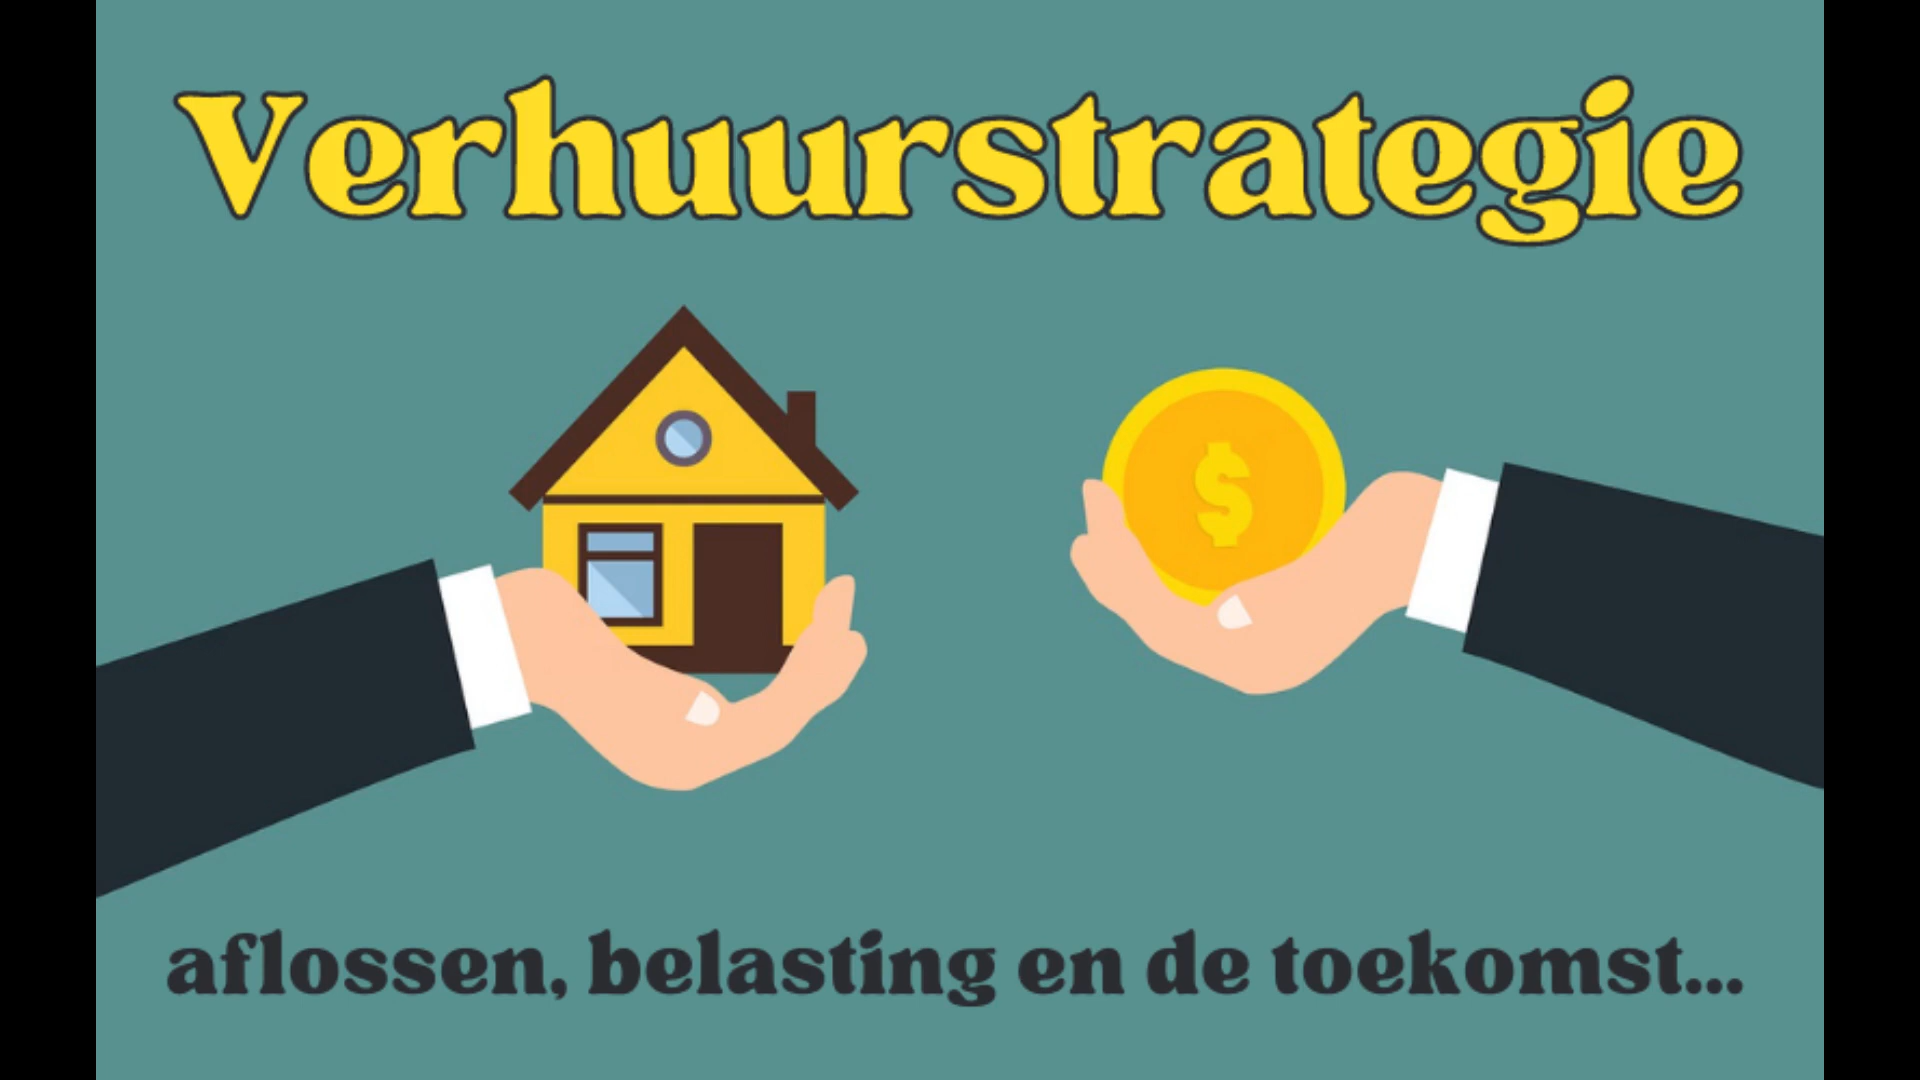 Verhuurstrategie
$
aflossen, belasting en de toekomst...